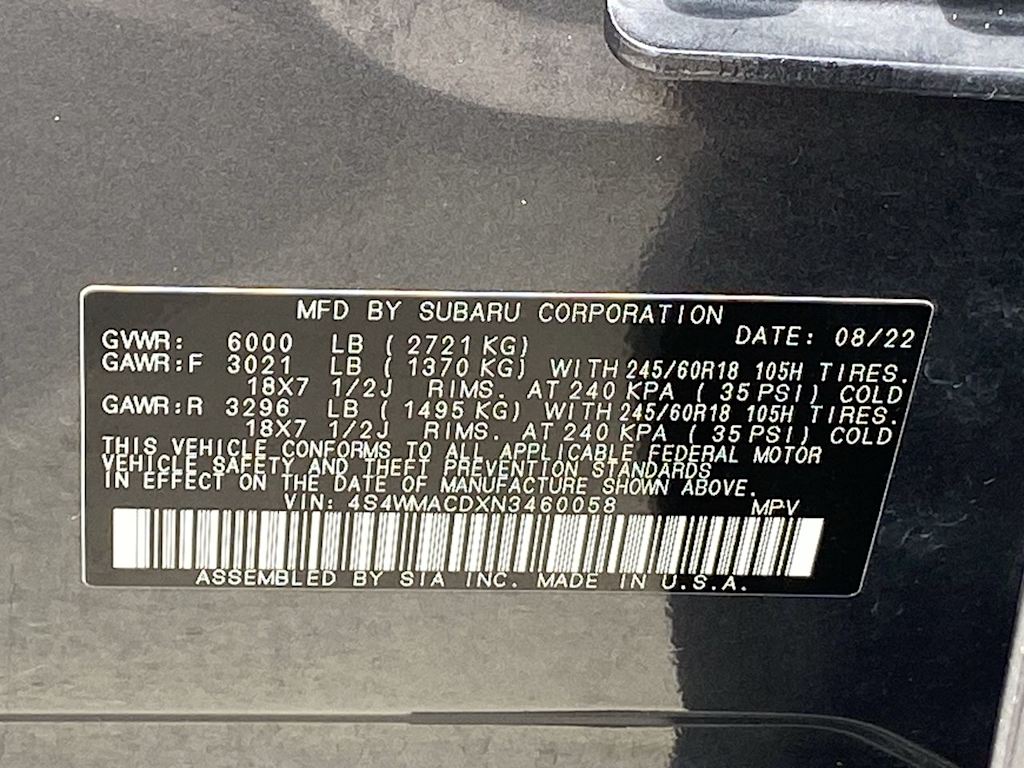 MFD BY SUBARU CORPORATION
DATE: 08/22
GVWR: 6000 LB ( 2721 KG)
GAWR:F 3021 LB ( 1370 KG) WITH 245/60R18 105H TIRES.
18X7 1/2J RIMS. AT 240 KPA ( 35 PSI) COLD
GAWR:R 3296 LB ( 1495 KG) WITH 245/60R18 105H TIRES.
18X7 1/2J RIMS. AT 240 KPA ( 35 PSI) COLD
THIS VEHICLE CONFORMS TO ALL APPLICABLE FEDERAL MOTOR
VEHICLE SAFETY AND THEFT PREVENTION STANDARDS
IN EFFECT ON THE DATE OF MANUFACTURE SHOWN ABOVE.
VIN: 4S4WMACDXN3460058 MPV
ASSEMBLED BY SIA INC. MADE IN U.S.A.